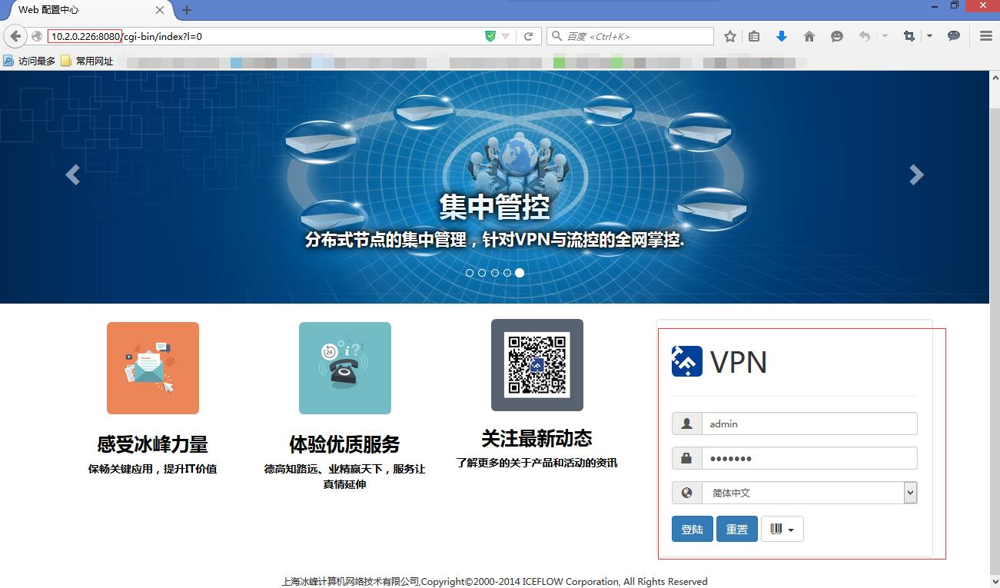 Web 配置中心
10.2.0.226:8080/cgi-bin/index?l=0
百度 <Ctrl+K>
访问最多 常用网址
集中管控
分布式节点的集中管理，针对VPN与流控的全网掌控.
24
感受冰峰力量
保畅关键应用，提升IT价值
体验优质服务
德高知路远、业精赢天下，服务让
真情延伸
关注最新动态
了解更多的关于产品和活动的资讯
VPN
admin
简体中文
登陆 重置
上海冰峰计算机网络技术有限公司,Copyright©2000-2014 ICEFLOW Corporation, All Rights Reserved